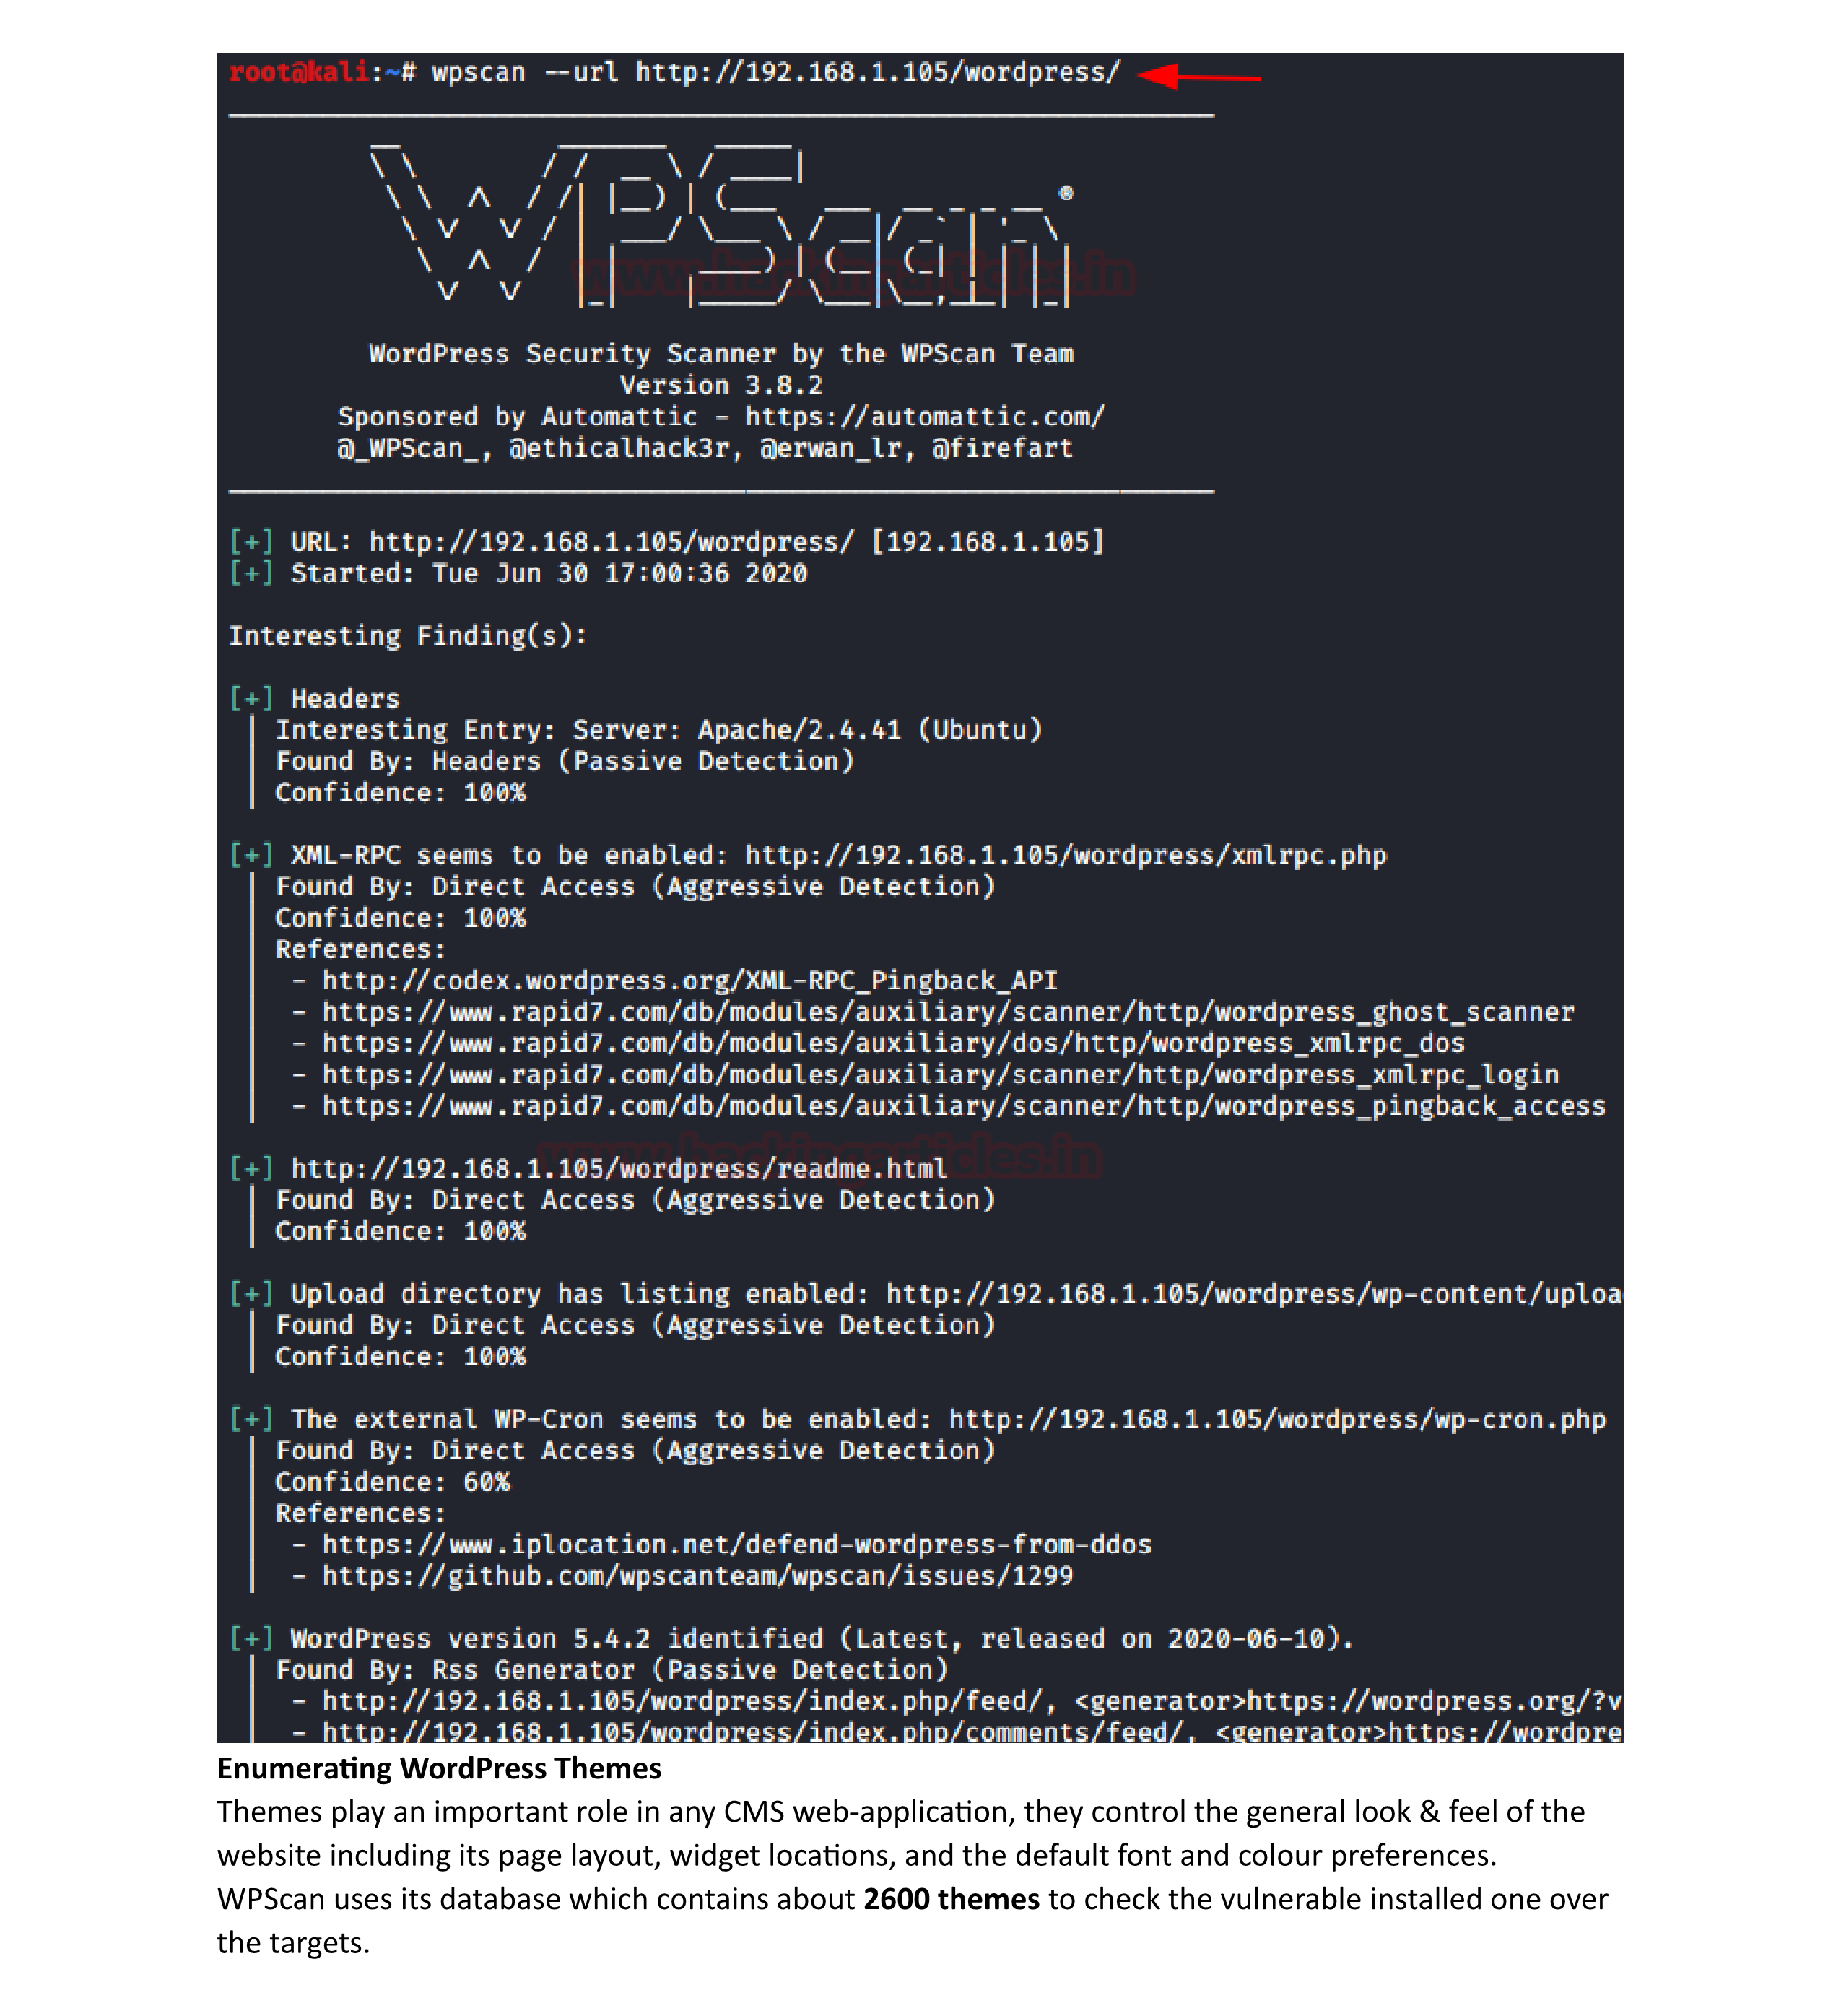 root@kali:~# wpscan --url http://192.168.1.105/wordpress/
WPScan ®
www.hackingarticles.in
WordPress Security Scanner by the WPScan Team
Version 3.8.2
Sponsored by Automattic - https://automattic.com/
@_WPScan_, @ethicalhack3r, @erwan_lr, @firefart
[+] URL: http://192.168.1.105/wordpress/ [192.168.1.105]
[+] Started: Tue Jun 30 17:00:36 2020
Interesting Finding(s):
[+] Headers
| Interesting Entry: Server: Apache/2.4.41 (Ubuntu)
| Found By: Headers (Passive Detection)
| Confidence: 100%
[+] XML-RPC seems to be enabled: http://192.168.1.105/wordpress/xmlrpc.php
| Found By: Direct Access (Aggressive Detection)
| Confidence: 100%
| References:
| - http://codex.wordpress.org/XML-RPC_Pingback_API
| - https://www.rapid7.com/db/modules/auxiliary/scanner/http/wordpress_ghost_scanner
| - https://www.rapid7.com/db/modules/auxiliary/dos/http/wordpress_xmlrpc_dos
| - https://www.rapid7.com/db/modules/auxiliary/scanner/http/wordpress_xmlrpc_login
| - https://www.rapid7.com/db/modules/auxiliary/scanner/http/wordpress_pingback_access
www.hackingarticles.in
[+] http://192.168.1.105/wordpress/readme.html
| Found By: Direct Access (Aggressive Detection)
| Confidence: 100%
[+] Upload directory has listing enabled: http://192.168.1.105/wordpress/wp-content/uploa
| Found By: Direct Access (Aggressive Detection)
| Confidence: 100%
[+] The external WP-Cron seems to be enabled: http://192.168.1.105/wordpress/wp-cron.php
| Found By: Direct Access (Aggressive Detection)
| Confidence: 60%
| References:
| - https://www.iplocation.net/defend-wordpress-from-ddos
| - https://github.com/wpscanteam/wpscan/issues/1299
[+] WordPress version 5.4.2 identified (Latest, released on 2020-06-10).
| Found By: Rss Generator (Passive Detection)
| - http://192.168.1.105/wordpress/index.php/feed/, <generator>https://wordpress.org/?v
| - http://192.168.1.105/wordpress/index.php/comments/feed/, <generator>https://wordpre
Enumerating WordPress Themes
Themes play an important role in any CMS web-application, they control the general look & feel of the
website including its page layout, widget locations, and the default font and colour preferences.
WPScan uses its database which contains about 2600 themes to check the vulnerable installed one over
the targets.